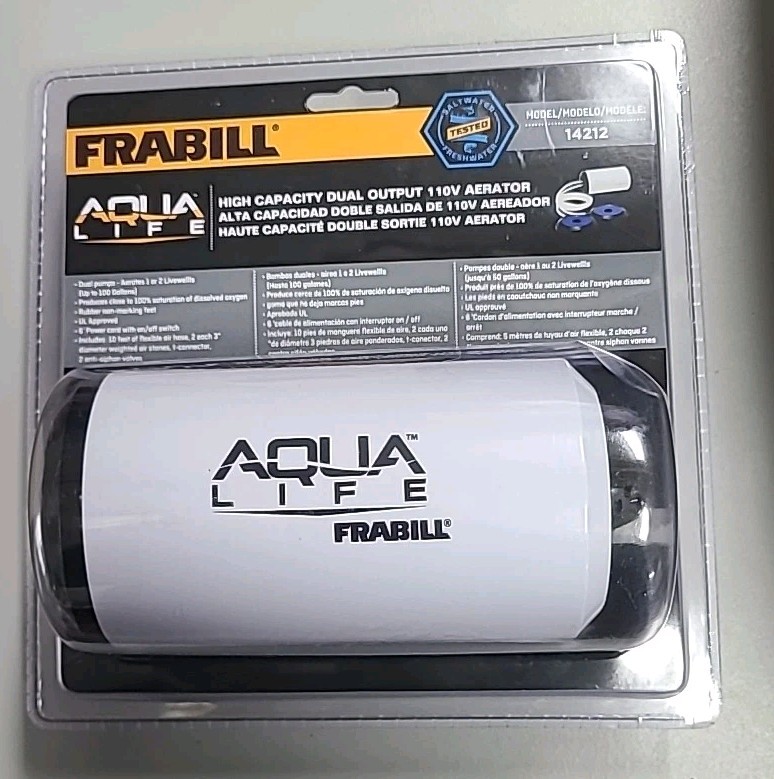 FRABILL®
SALTWATER
TESTED
FRESHWATER
MODEL/MODELO/MODÈLE:
14212
AQUA
LIFE
HIGH CAPACITY DUAL OUTPUT 110V AERATOR
ALTA CAPACIDAD DOBLE SALIDA DE 110V AEREADOR
HAUTE CAPACITÉ DOUBLE SORTIE 110V AERATOR
• Dual pumps - Aerates 1 or 2 Livewells
(Up to 100 Gallons)
• Produces close to 100% saturation of dissolved oxygen
• Rubber non-marking feet
• UL Approved
• 6' Power cord with on/off switch
• Includes: 10 feet of flexible air hose, 2 each 3"
diameter weighted air stones, t-connector,
2 anti-siphon valves
• Bombas duales - airea 1 o 2 Livewells
(Hasta 100 galones)
• Produce cerca de 100% de saturación de oxígeno disuelto
• goma que no deja marcas pies
• Aprobado UL
• 6 'cable de alimentación con interruptor on / off
• Incluye: 10 pies de manguera flexible de aire, 2 cada uno
"de diámetro 3 piedras de aire ponderados, t-conector, 2
• Pompes double - aère 1 ou 2 Livewells
(jusqu'à 50 gallons)
• Produit près de 100% de saturation de l'oxygène dissous
• Les pieds en caoutchouc non marquante
• UL approuvé
• 6 'Cordon d'alimentation avec interrupteur marche /
arrêt
• Comprend: 5 mètres de tuyau d'air flexible, 2 chaque 2
contre siphon vannes
AQUA™
LIFE
FRABILL®